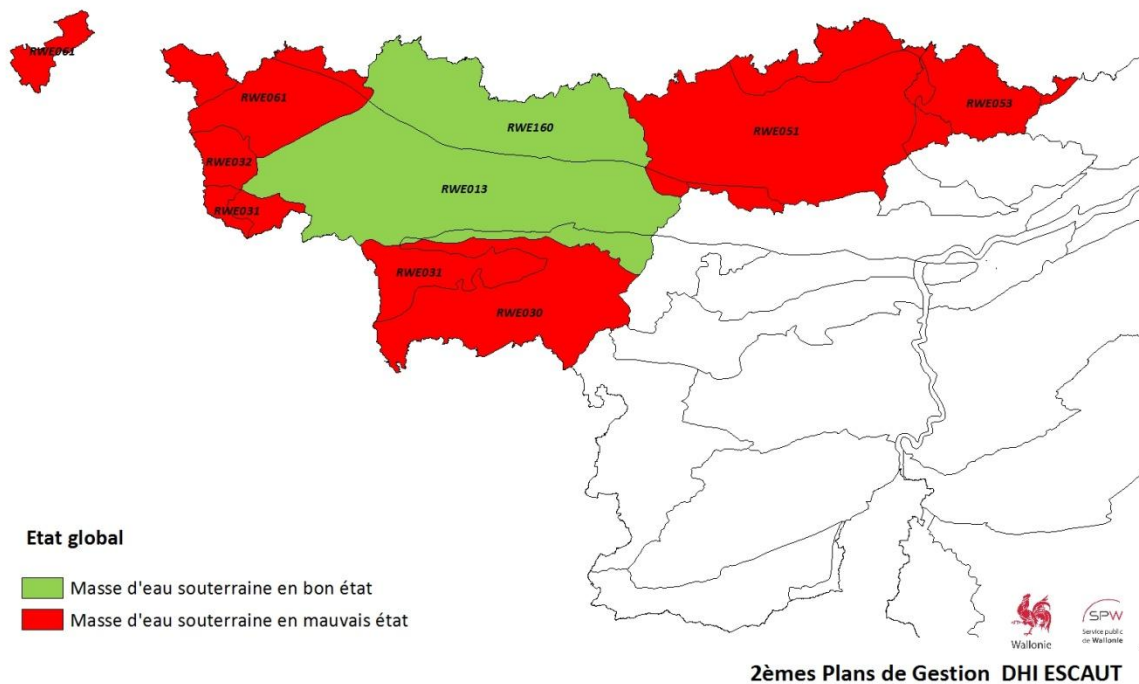 RWE061
RWE061
RWE053
RWE160
RWE051
RWE032
RWE013
RWE031
RWE031
RWE030
Etat global
Masse d'eau souterraine en bon état
Masse d'eau souterraine en mauvais état
Wallonie
SPW
Service public
de Wallonie
2èmes Plans de Gestion DHI ESCAUT